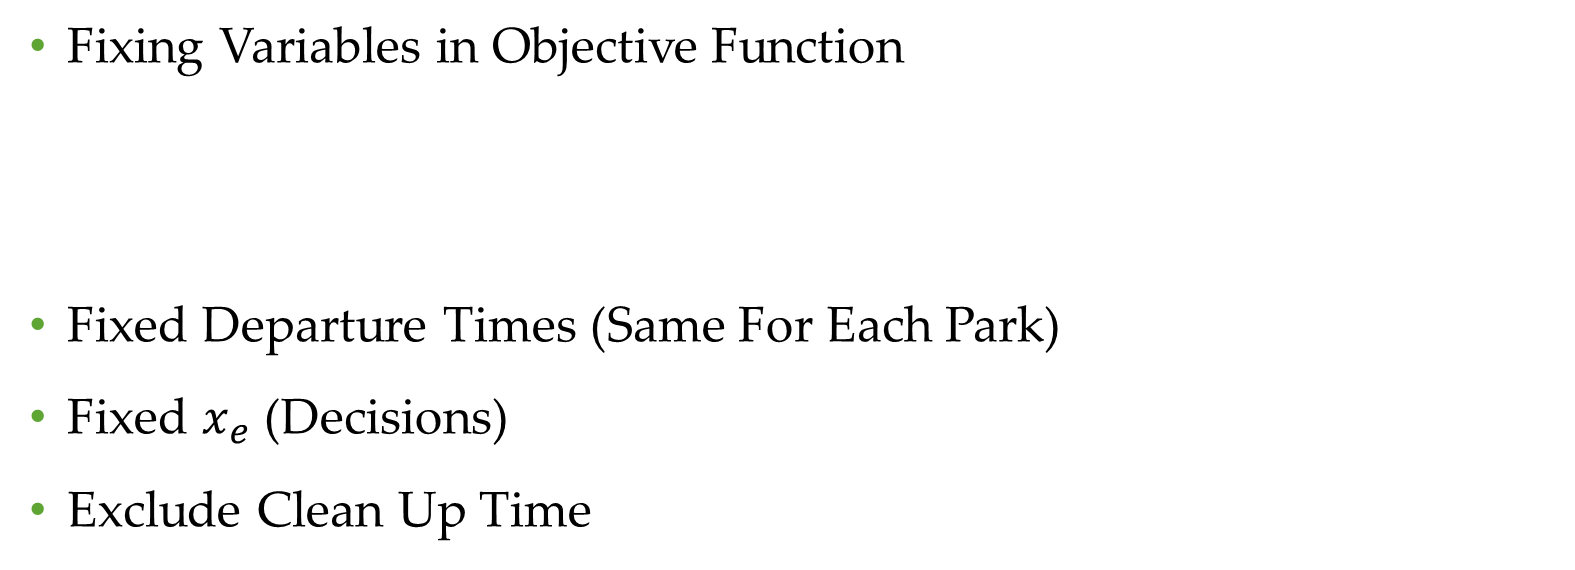 • Fixing Variables in Objective Function
• Fixed Departure Times (Same For Each Park)
• Fixed xₑ (Decisions)
• Exclude Clean Up Time